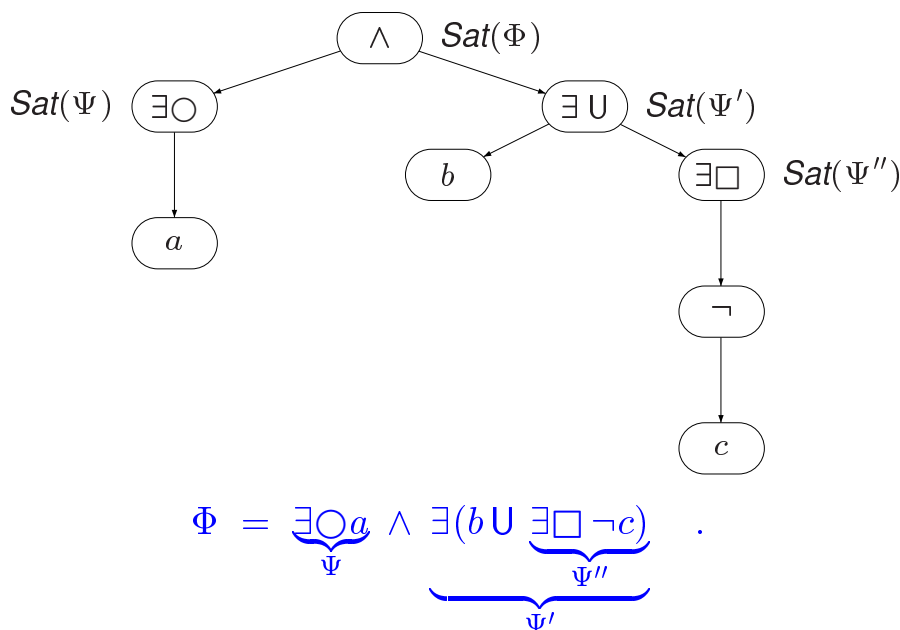 ∧ Sat(Φ)
Sat(Ψ) ∃○ ∃ U Sat(Ψ′)
b ∃□ Sat(Ψ″)
a
¬
c
Φ = ∃○a ∧ ∃(b U ∃□ ¬c) .
Ψ Ψ″
Ψ′